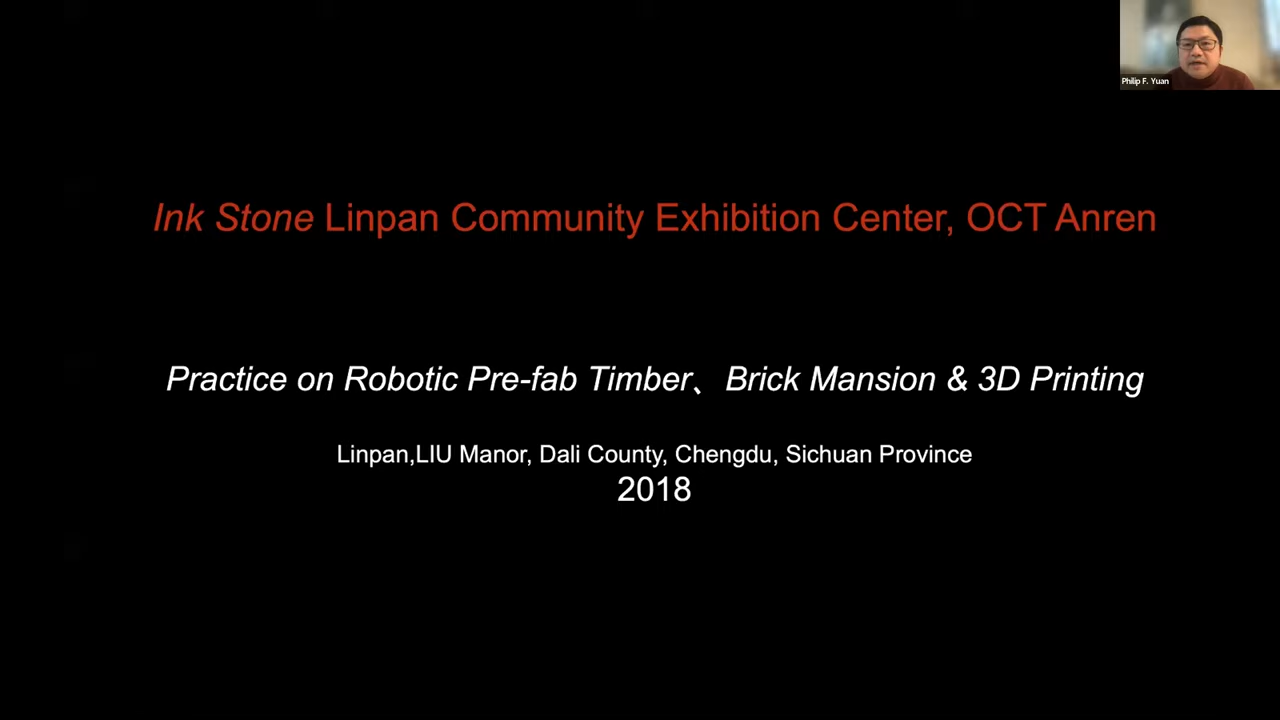 Philip F. Yuan
Ink Stone Linpan Community Exhibition Center, OCT Anren
Practice on Robotic Pre-fab Timber、Brick Mansion & 3D Printing
Linpan,LIU Manor, Dali County, Chengdu, Sichuan Province
2018